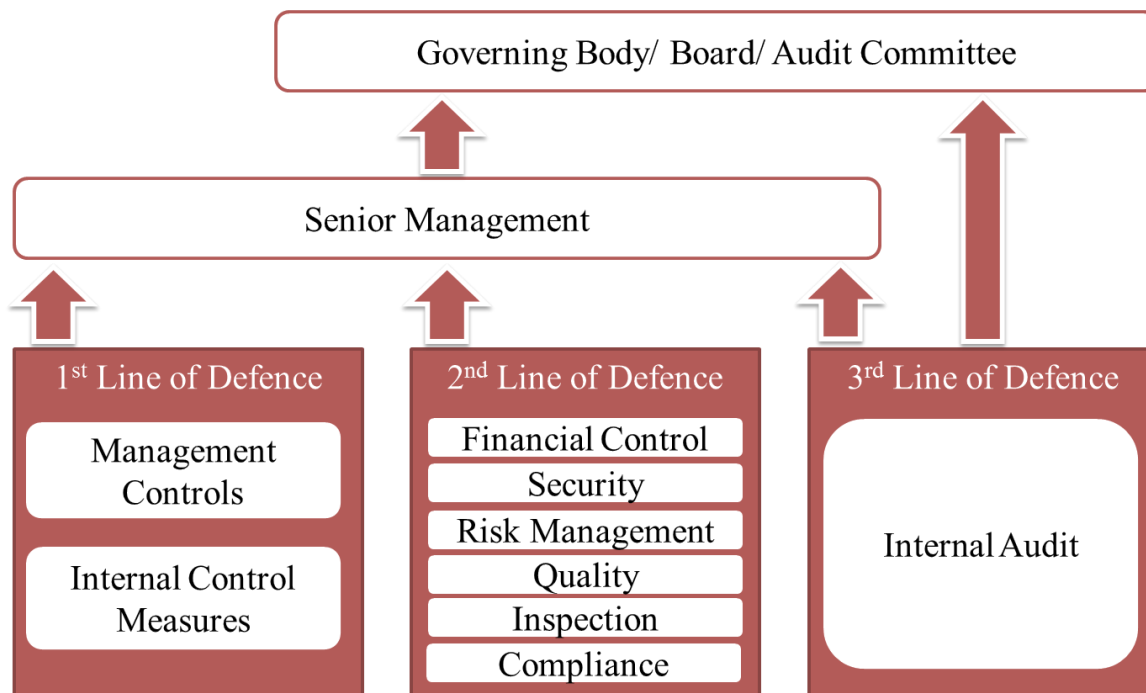 Governing Body/ Board/ Audit Committee
Senior Management
1st Line of Defence
Management
Controls
Internal Control
Measures
2nd Line of Defence
Financial Control
Security
Risk Management
Quality
Inspection
Compliance
3rd Line of Defence
Internal Audit